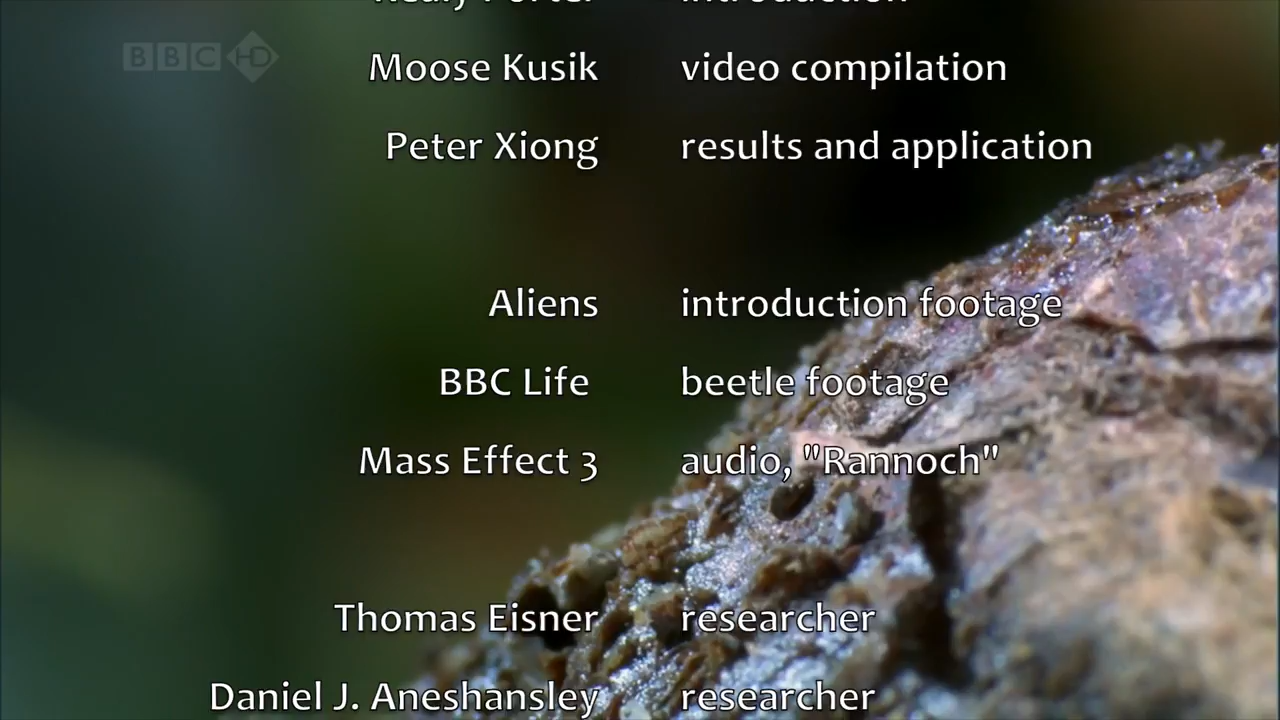 introduction
BBC HD
Moose Kusik video compilation
Peter Xiong results and application
Aliens introduction footage
BBC Life beetle footage
Mass Effect 3 audio, "Rannoch"
Thomas Eisner researcher
Daniel J. Aneshansley researcher